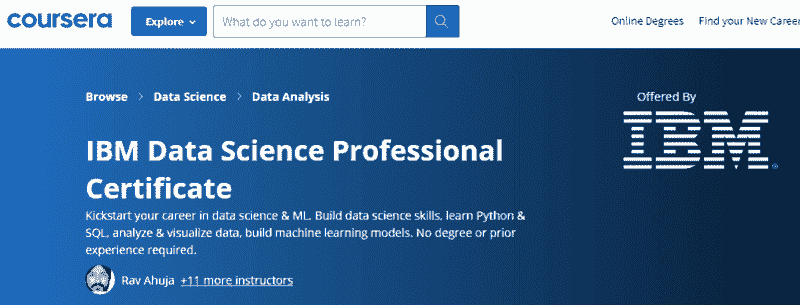 coursera Explore What do you want to learn? Online Degrees Find your New Career
Browse > Data Science > Data Analysis
Offered By
IBM
IBM Data Science Professional
Certificate
Kickstart your career in data science & ML. Build data science skills, learn Python &
SQL, analyze & visualize data, build machine learning models. No degree or prior
experience required.
Rav Ahuja +11 more instructors